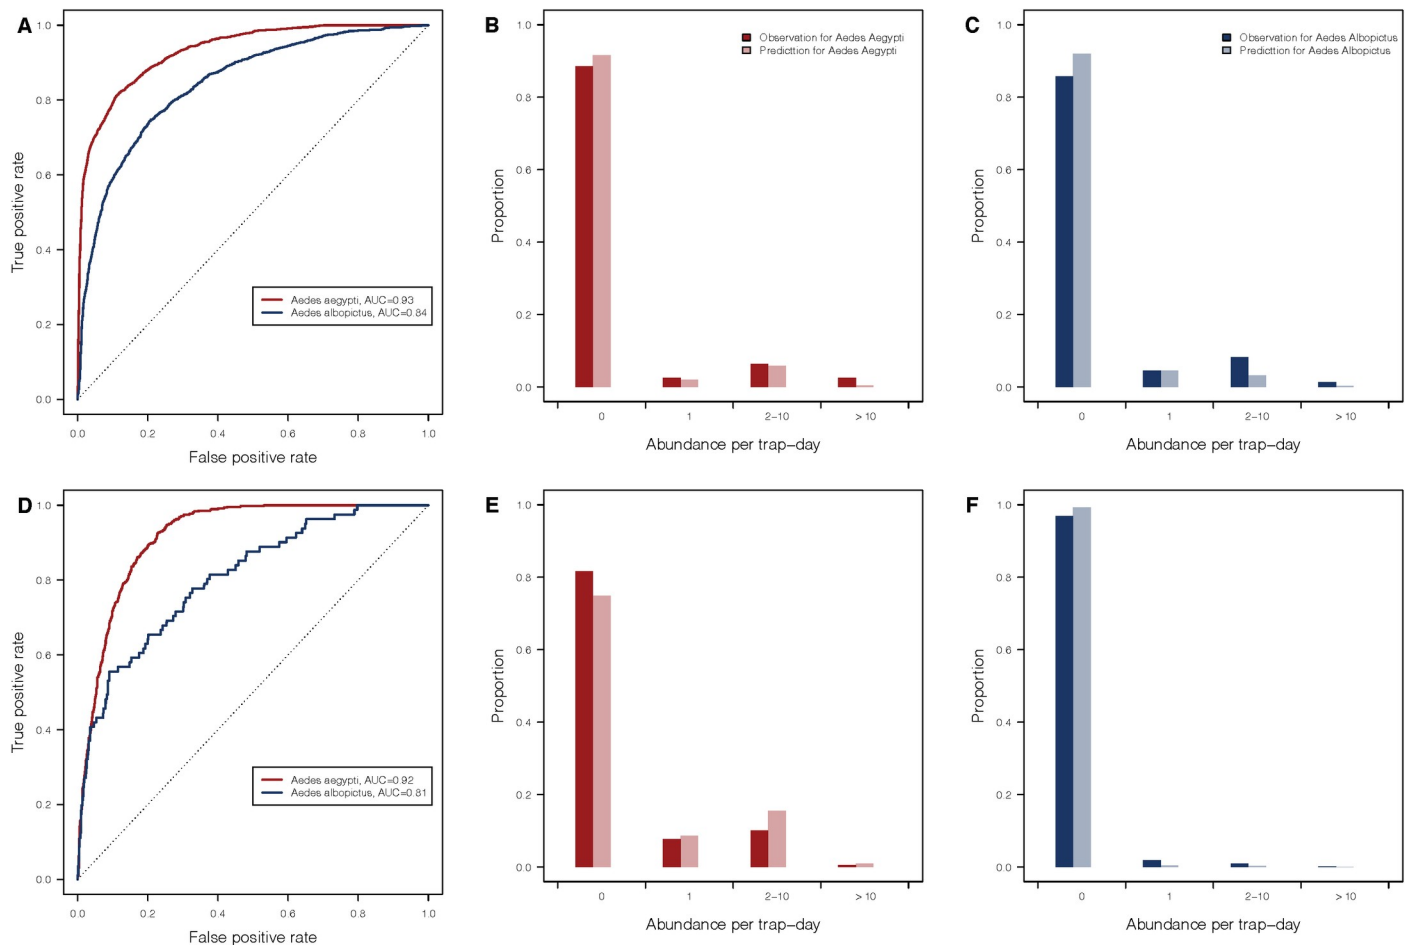 A
1.0
0.8
0.6
0.4
0.2
0.0
True positive rate
Aedes aegypti, AUC=0.93
Aedes albopictus, AUC=0.84
0.0 0.2 0.4 0.6 0.8 1.0
False positive rate
B
1.0
0.8
0.6
0.4
0.2
0.0
Proportion
Observation for Aedes Aegypti
Predicttion for Aedes Aegypti
0 1 2–10 > 10
Abundance per trap–day
C
1.0
0.8
0.6
0.4
0.2
0.0
Proportion
Observation for Aedes Albopictus
Predicttion for Aedes Albopictus
0 1 2–10 > 10
Abundance per trap–day
D
1.0
0.8
0.6
0.4
0.2
0.0
True positive rate
Aedes aegypti, AUC=0.92
Aedes albopictus, AUC=0.81
0.0 0.2 0.4 0.6 0.8 1.0
False positive rate
E
1.0
0.8
0.6
0.4
0.2
0.0
Proportion
0 1 2–10 > 10
Abundance per trap–day
F
1.0
0.8
0.6
0.4
0.2
0.0
Proportion
0 1 2–10 > 10
Abundance per trap–day